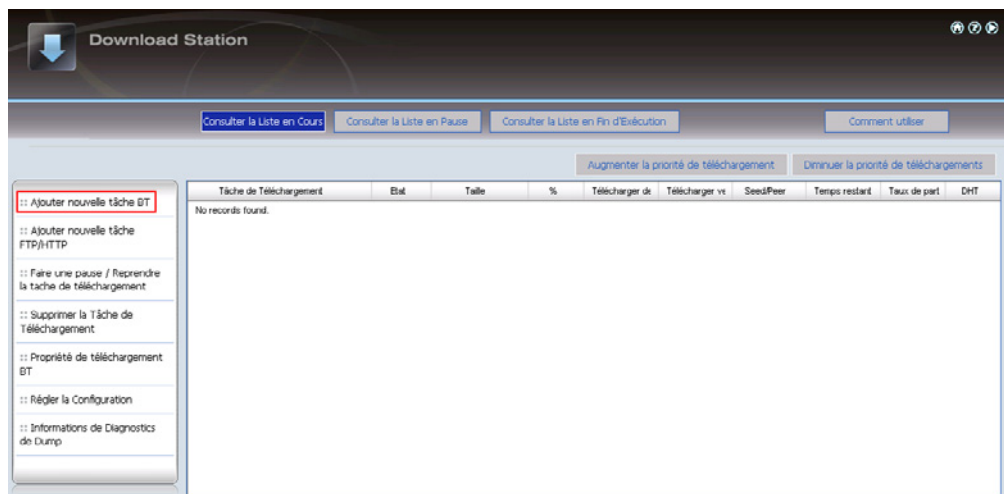 Download Station
Consulter la Liste en Cours
Consulter la Liste en Pause
Consulter la Liste en Fin d'Exécution
Comment utiliser
Augmenter la priorité de téléchargement
Diminuer la priorité de téléchargements
:: Ajouter nouvelle tâche BT
:: Ajouter nouvelle tâche
FTP/HTTP
:: Faire une pause / Reprendre
la tache de téléchargement
:: Supprimer la Tâche de
Téléchargement
:: Propriété de téléchargement
BT
:: Régler la Configuration
:: Informations de Diagnostics
de Dump
Tâche de Téléchargement
Etat
Taille
%
Télécharger de
Télécharger ve
Seed/Peer
Temps restant
Taux de part
DHT
No records found.